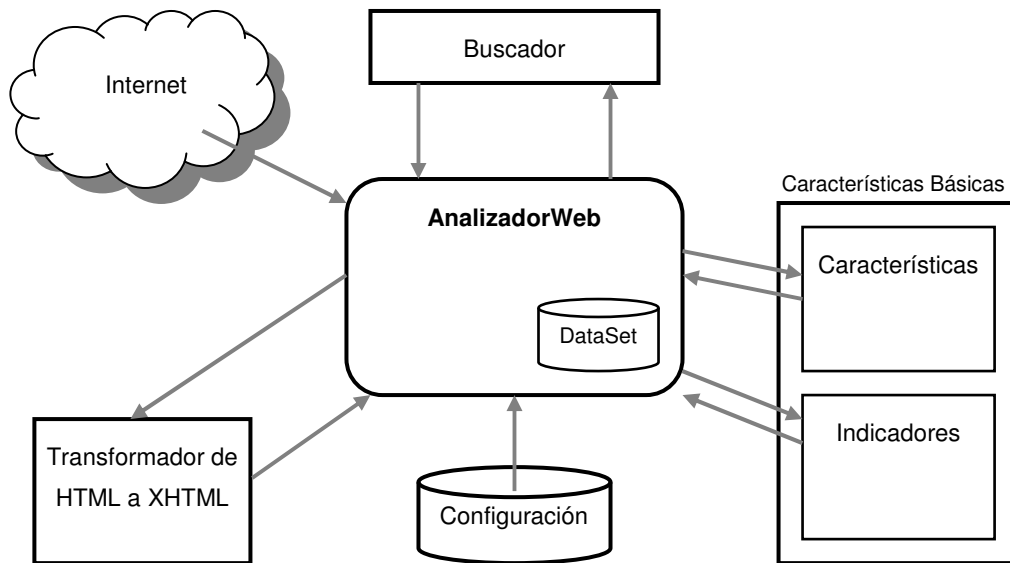 Internet
Buscador
AnalizadorWeb
DataSet
Características Básicas
Características
Indicadores
Transformador de
HTML a XHTML
Configuración